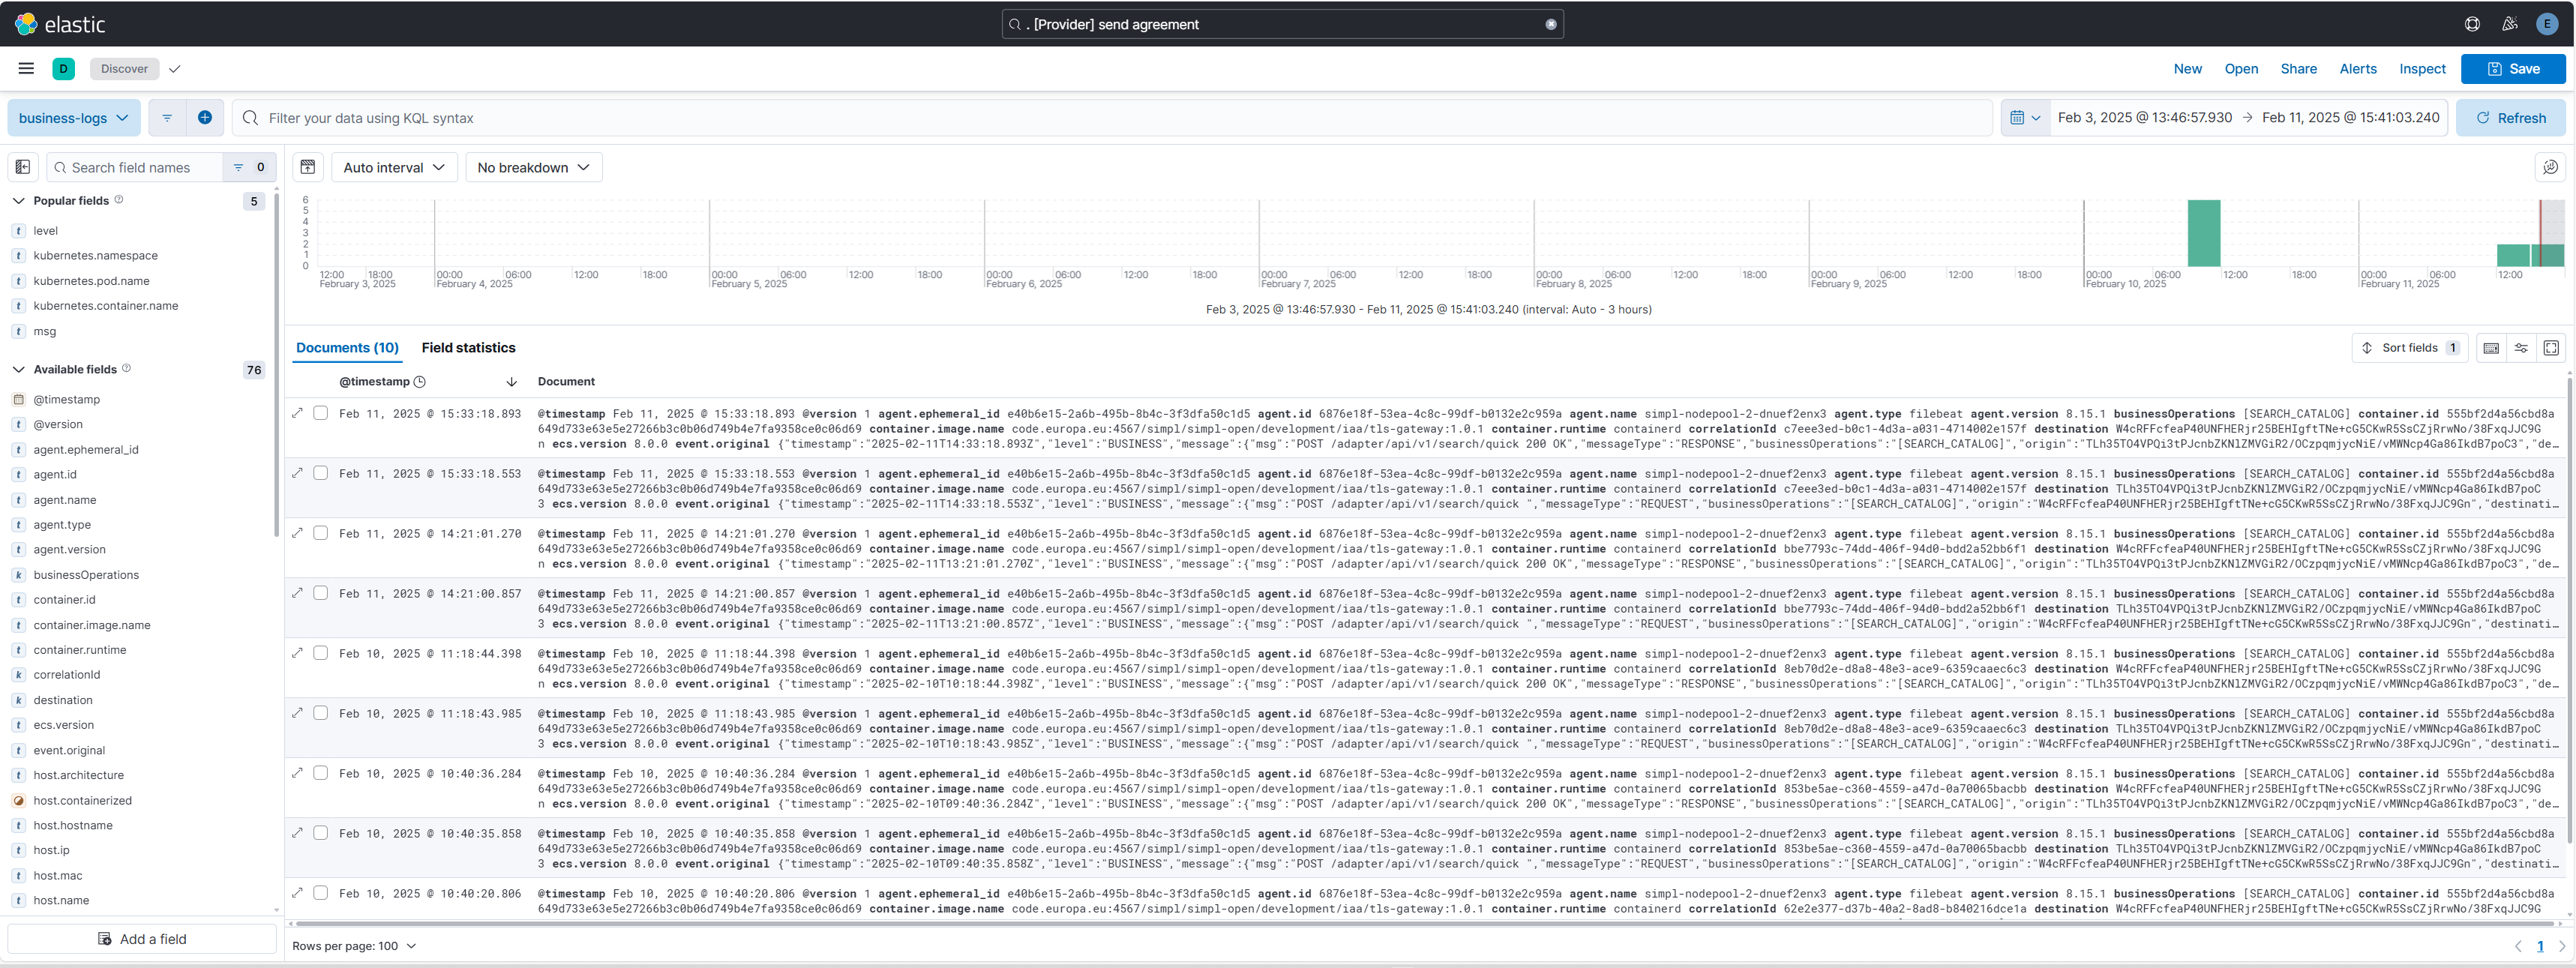 elastic
. [Provider] send agreement
E
D
Discover
New
Open
Share
Alerts
Inspect
Save
business-logs
Filter your data using KQL syntax
Feb 3, 2025 @ 13:46:57.930 → Feb 11, 2025 @ 15:41:03.240
Refresh
Search field names
0
Popular fields
5
t level
t kubernetes.namespace
t kubernetes.pod.name
t kubernetes.container.name
t msg
Available fields
76
@timestamp
t @version
t agent.ephemeral_id
t agent.id
t agent.name
t agent.type
t agent.version
k businessOperations
t container.id
t container.image.name
t container.runtime
k correlationId
k destination
t ecs.version
t event.original
t host.architecture
host.containerized
t host.hostname
t host.ip
t host.mac
t host.name
Add a field
Auto interval
No breakdown
6
5
4
3
2
1
0
12:00 18:00 00:00 06:00 12:00 18:00 00:00 06:00 12:00 18:00 00:00 06:00 12:00 18:00 00:00 06:00 12:00 18:00 00:00 06:00 12:00 18:00 00:00 06:00 12:00 18:00 00:00 06:00 12:00 18:00 00:00 06:00 12:00
February 3, 2025 February 4, 2025 February 5, 2025 February 6, 2025 February 7, 2025 February 8, 2025 February 9, 2025 February 10, 2025 February 11, 2025
Feb 3, 2025 @ 13:46:57.930 - Feb 11, 2025 @ 15:41:03.240 (interval: Auto - 3 hours)
Documents (10)
Field statistics
Sort fields 1
@timestamp
Document
Feb 11, 2025 @ 15:33:18.893 @timestamp Feb 11, 2025 @ 15:33:18.893 @version 1 agent.ephemeral_id e40b6e15-2a6b-495b-8b4c-3f3dfa50c1d5 agent.id 6876e18f-53ea-4c8c-99df-b0132e2c959a agent.name simpl-nodepool-2-dnuef2enx3 agent.type filebeat agent.version 8.15.1 businessOperations [SEARCH_CATALOG] container.id 555bf2d4a56cbd8a
649d733e63e5e27266b3c0b06d749b4e7fa9358ce0c06d69 container.image.name code.europa.eu:4567/simpl/simpl-open/development/iaa/tls-gateway:1.0.1 container.runtime containerd correlationId c7eee3ed-b0c1-4d3a-a031-4714002e157f destination W4cRFFcfeaP40UNFHERjr25BEHIgftTNe+cG5CKwR5SsCZjRrwNo/38FxqJJC9G
n ecs.version 8.0.0 event.original {"timestamp":"2025-02-11T14:33:18.893Z","level":"BUSINESS","message":{"msg":"POST /adapter/api/v1/search/quick 200 OK","messageType":"RESPONSE","businessOperations":"[SEARCH_CATALOG]","origin":"TLh35TO4VPQi3tPJcnbZKNlZMVGiR2/OCzpqmjycNiE/vMWNcp4Ga86IkdB7poC3","de…
Feb 11, 2025 @ 15:33:18.553 @timestamp Feb 11, 2025 @ 15:33:18.553 @version 1 agent.ephemeral_id e40b6e15-2a6b-495b-8b4c-3f3dfa50c1d5 agent.id 6876e18f-53ea-4c8c-99df-b0132e2c959a agent.name simpl-nodepool-2-dnuef2enx3 agent.type filebeat agent.version 8.15.1 businessOperations [SEARCH_CATALOG] container.id 555bf2d4a56cbd8a
649d733e63e5e27266b3c0b06d749b4e7fa9358ce0c06d69 container.image.name code.europa.eu:4567/simpl/simpl-open/development/iaa/tls-gateway:1.0.1 container.runtime containerd correlationId c7eee3ed-b0c1-4d3a-a031-4714002e157f destination TLh35TO4VPQi3tPJcnbZKNlZMVGiR2/OCzpqmjycNiE/vMWNcp4Ga86IkdB7poC
3 ecs.version 8.0.0 event.original {"timestamp":"2025-02-11T14:33:18.553Z","level":"BUSINESS","message":{"msg":"POST /adapter/api/v1/search/quick ","messageType":"REQUEST","businessOperations":"[SEARCH_CATALOG]","origin":"W4cRFFcfeaP40UNFHERjr25BEHIgftTNe+cG5CKwR5SsCZjRrwNo/38FxqJJC9Gn","destinati…
Feb 11, 2025 @ 14:21:01.270 @timestamp Feb 11, 2025 @ 14:21:01.270 @version 1 agent.ephemeral_id e40b6e15-2a6b-495b-8b4c-3f3dfa50c1d5 agent.id 6876e18f-53ea-4c8c-99df-b0132e2c959a agent.name simpl-nodepool-2-dnuef2enx3 agent.type filebeat agent.version 8.15.1 businessOperations [SEARCH_CATALOG] container.id 555bf2d4a56cbd8a
649d733e63e5e27266b3c0b06d749b4e7fa9358ce0c06d69 container.image.name code.europa.eu:4567/simpl/simpl-open/development/iaa/tls-gateway:1.0.1 container.runtime containerd correlationId bbe7793c-74dd-406f-94d0-bdd2a52bb6f1 destination W4cRFFcfeaP40UNFHERjr25BEHIgftTNe+cG5CKwR5SsCZjRrwNo/38FxqJJC9G
n ecs.version 8.0.0 event.original {"timestamp":"2025-02-11T13:21:01.270Z","level":"BUSINESS","message":{"msg":"POST /adapter/api/v1/search/quick 200 OK","messageType":"RESPONSE","businessOperations":"[SEARCH_CATALOG]","origin":"TLh35TO4VPQi3tPJcnbZKNlZMVGiR2/OCzpqmjycNiE/vMWNcp4Ga86IkdB7poC3","de…
Feb 11, 2025 @ 14:21:00.857 @timestamp Feb 11, 2025 @ 14:21:00.857 @version 1 agent.ephemeral_id e40b6e15-2a6b-495b-8b4c-3f3dfa50c1d5 agent.id 6876e18f-53ea-4c8c-99df-b0132e2c959a agent.name simpl-nodepool-2-dnuef2enx3 agent.type filebeat agent.version 8.15.1 businessOperations [SEARCH_CATALOG] container.id 555bf2d4a56cbd8a
649d733e63e5e27266b3c0b06d749b4e7fa9358ce0c06d69 container.image.name code.europa.eu:4567/simpl/simpl-open/development/iaa/tls-gateway:1.0.1 container.runtime containerd correlationId bbe7793c-74dd-406f-94d0-bdd2a52bb6f1 destination TLh35TO4VPQi3tPJcnbZKNlZMVGiR2/OCzpqmjycNiE/vMWNcp4Ga86IkdB7poC
3 ecs.version 8.0.0 event.original {"timestamp":"2025-02-11T13:21:00.857Z","level":"BUSINESS","message":{"msg":"POST /adapter/api/v1/search/quick ","messageType":"REQUEST","businessOperations":"[SEARCH_CATALOG]","origin":"W4cRFFcfeaP40UNFHERjr25BEHIgftTNe+cG5CKwR5SsCZjRrwNo/38FxqJJC9Gn","destinati…
Feb 10, 2025 @ 11:18:44.398 @timestamp Feb 10, 2025 @ 11:18:44.398 @version 1 agent.ephemeral_id e40b6e15-2a6b-495b-8b4c-3f3dfa50c1d5 agent.id 6876e18f-53ea-4c8c-99df-b0132e2c959a agent.name simpl-nodepool-2-dnuef2enx3 agent.type filebeat agent.version 8.15.1 businessOperations [SEARCH_CATALOG] container.id 555bf2d4a56cbd8a
649d733e63e5e27266b3c0b06d749b4e7fa9358ce0c06d69 container.image.name code.europa.eu:4567/simpl/simpl-open/development/iaa/tls-gateway:1.0.1 container.runtime containerd correlationId 8eb70d2e-d8a8-48e3-ace9-6359caaec6c3 destination W4cRFFcfeaP40UNFHERjr25BEHIgftTNe+cG5CKwR5SsCZjRrwNo/38FxqJJC9G
n ecs.version 8.0.0 event.original {"timestamp":"2025-02-10T10:18:44.398Z","level":"BUSINESS","message":{"msg":"POST /adapter/api/v1/search/quick 200 OK","messageType":"RESPONSE","businessOperations":"[SEARCH_CATALOG]","origin":"TLh35TO4VPQi3tPJcnbZKNlZMVGiR2/OCzpqmjycNiE/vMWNcp4Ga86IkdB7poC3","de…
Feb 10, 2025 @ 11:18:43.985 @timestamp Feb 10, 2025 @ 11:18:43.985 @version 1 agent.ephemeral_id e40b6e15-2a6b-495b-8b4c-3f3dfa50c1d5 agent.id 6876e18f-53ea-4c8c-99df-b0132e2c959a agent.name simpl-nodepool-2-dnuef2enx3 agent.type filebeat agent.version 8.15.1 businessOperations [SEARCH_CATALOG] container.id 555bf2d4a56cbd8a
649d733e63e5e27266b3c0b06d749b4e7fa9358ce0c06d69 container.image.name code.europa.eu:4567/simpl/simpl-open/development/iaa/tls-gateway:1.0.1 container.runtime containerd correlationId 8eb70d2e-d8a8-48e3-ace9-6359caaec6c3 destination TLh35TO4VPQi3tPJcnbZKNlZMVGiR2/OCzpqmjycNiE/vMWNcp4Ga86IkdB7poC
3 ecs.version 8.0.0 event.original {"timestamp":"2025-02-10T10:18:43.985Z","level":"BUSINESS","message":{"msg":"POST /adapter/api/v1/search/quick ","messageType":"REQUEST","businessOperations":"[SEARCH_CATALOG]","origin":"W4cRFFcfeaP40UNFHERjr25BEHIgftTNe+cG5CKwR5SsCZjRrwNo/38FxqJJC9Gn","destinati…
Feb 10, 2025 @ 10:40:36.284 @timestamp Feb 10, 2025 @ 10:40:36.284 @version 1 agent.ephemeral_id e40b6e15-2a6b-495b-8b4c-3f3dfa50c1d5 agent.id 6876e18f-53ea-4c8c-99df-b0132e2c959a agent.name simpl-nodepool-2-dnuef2enx3 agent.type filebeat agent.version 8.15.1 businessOperations [SEARCH_CATALOG] container.id 555bf2d4a56cbd8a
649d733e63e5e27266b3c0b06d749b4e7fa9358ce0c06d69 container.image.name code.europa.eu:4567/simpl/simpl-open/development/iaa/tls-gateway:1.0.1 container.runtime containerd correlationId 853be5ae-c360-4559-a47d-0a70065bacbb destination W4cRFFcfeaP40UNFHERjr25BEHIgftTNe+cG5CKwR5SsCZjRrwNo/38FxqJJC9G
n ecs.version 8.0.0 event.original {"timestamp":"2025-02-10T09:40:36.284Z","level":"BUSINESS","message":{"msg":"POST /adapter/api/v1/search/quick 200 OK","messageType":"RESPONSE","businessOperations":"[SEARCH_CATALOG]","origin":"TLh35TO4VPQi3tPJcnbZKNlZMVGiR2/OCzpqmjycNiE/vMWNcp4Ga86IkdB7poC3","de…
Feb 10, 2025 @ 10:40:35.858 @timestamp Feb 10, 2025 @ 10:40:35.858 @version 1 agent.ephemeral_id e40b6e15-2a6b-495b-8b4c-3f3dfa50c1d5 agent.id 6876e18f-53ea-4c8c-99df-b0132e2c959a agent.name simpl-nodepool-2-dnuef2enx3 agent.type filebeat agent.version 8.15.1 businessOperations [SEARCH_CATALOG] container.id 555bf2d4a56cbd8a
649d733e63e5e27266b3c0b06d749b4e7fa9358ce0c06d69 container.image.name code.europa.eu:4567/simpl/simpl-open/development/iaa/tls-gateway:1.0.1 container.runtime containerd correlationId 853be5ae-c360-4559-a47d-0a70065bacbb destination TLh35TO4VPQi3tPJcnbZKNlZMVGiR2/OCzpqmjycNiE/vMWNcp4Ga86IkdB7poC
3 ecs.version 8.0.0 event.original {"timestamp":"2025-02-10T09:40:35.858Z","level":"BUSINESS","message":{"msg":"POST /adapter/api/v1/search/quick ","messageType":"REQUEST","businessOperations":"[SEARCH_CATALOG]","origin":"W4cRFFcfeaP40UNFHERjr25BEHIgftTNe+cG5CKwR5SsCZjRrwNo/38FxqJJC9Gn","destinati…
Feb 10, 2025 @ 10:40:20.806 @timestamp Feb 10, 2025 @ 10:40:20.806 @version 1 agent.ephemeral_id e40b6e15-2a6b-495b-8b4c-3f3dfa50c1d5 agent.id 6876e18f-53ea-4c8c-99df-b0132e2c959a agent.name simpl-nodepool-2-dnuef2enx3 agent.type filebeat agent.version 8.15.1 businessOperations [SEARCH_CATALOG] container.id 555bf2d4a56cbd8a
649d733e63e5e27266b3c0b06d749b4e7fa9358ce0c06d69 container.image.name code.europa.eu:4567/simpl/simpl-open/development/iaa/tls-gateway:1.0.1 container.runtime containerd correlationId 62e2e377-d37b-40a2-8ad8-b840216dce1a destination W4cRFFcfeaP40UNFHERjr25BEHIgftTNe+cG5CKwR5SsCZjRrwNo/38FxqJJC9G
Rows per page: 100
1